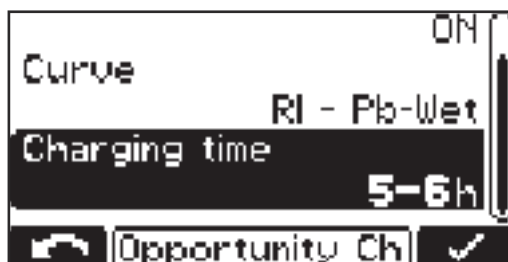 ON
Curve
RI - Pb-Wet
Charging time
5-6h
Opportunity Ch